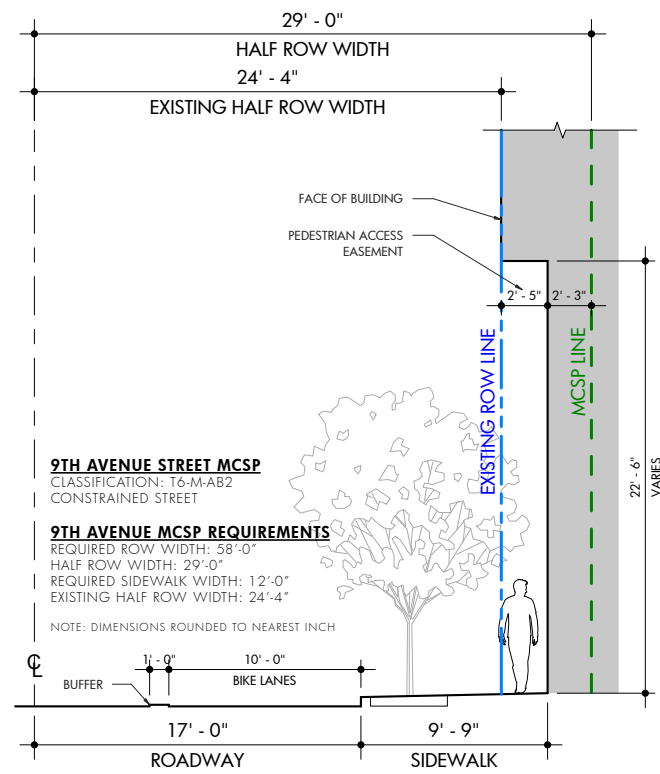 29' - 0"
HALF ROW WIDTH
24' - 4"
EXISTING HALF ROW WIDTH
FACE OF BUILDING
PEDESTRIAN ACCESS
EASEMENT
2' - 5"
2' - 3"
EXISTING ROW LINE
MCSP LINE
22' - 6"
VARIES
9TH AVENUE STREET MCSP
CLASSIFICATION: T6-M-AB2
CONSTRAINED STREET
9TH AVENUE MCSP REQUIREMENTS
REQUIRED ROW WIDTH: 58'-0"
HALF ROW WIDTH: 29'-0"
REQUIRED SIDEWALK WIDTH: 12'-0"
EXISTING HALF ROW WIDTH: 24'-4"
NOTE: DIMENSIONS ROUNDED TO NEAREST INCH
℄
1' - 0"
10' - 0"
BIKE LANES
BUFFER
17' - 0"
9' - 9"
ROADWAY
SIDEWALK